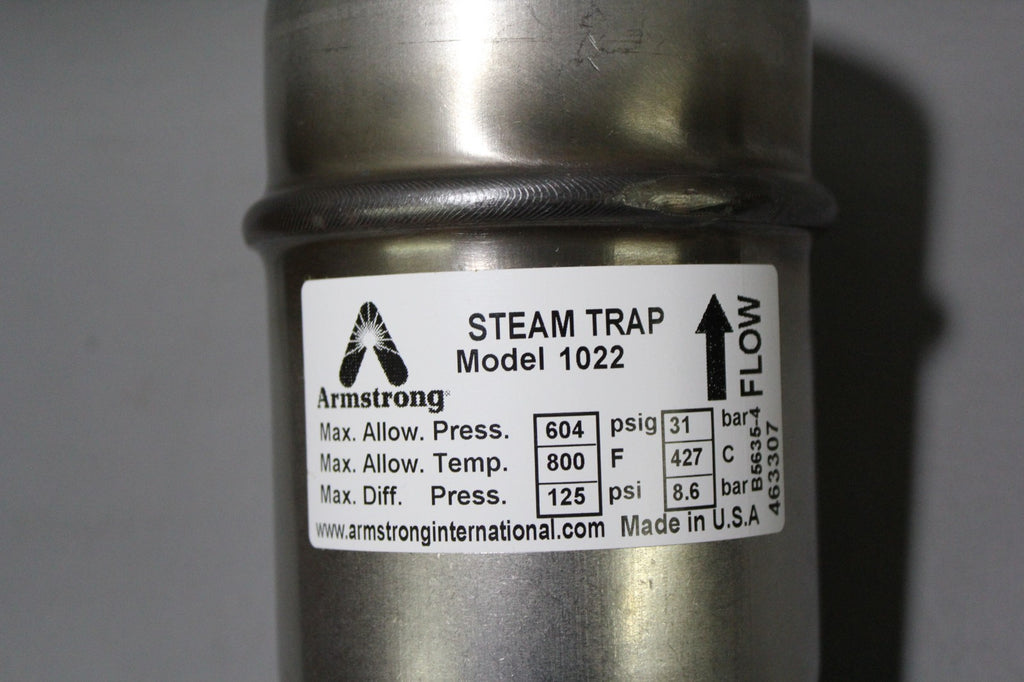 STEAM TRAP
Model 1022
Armstrong
FLOW
Max. Allow. Press. 604 psig 31 bar
Max. Allow. Temp. 800 F 427 C
Max. Diff. Press. 125 psi 8.6 bar
B5635-4
463307
www.armstronginternational.com Made in U.S.A